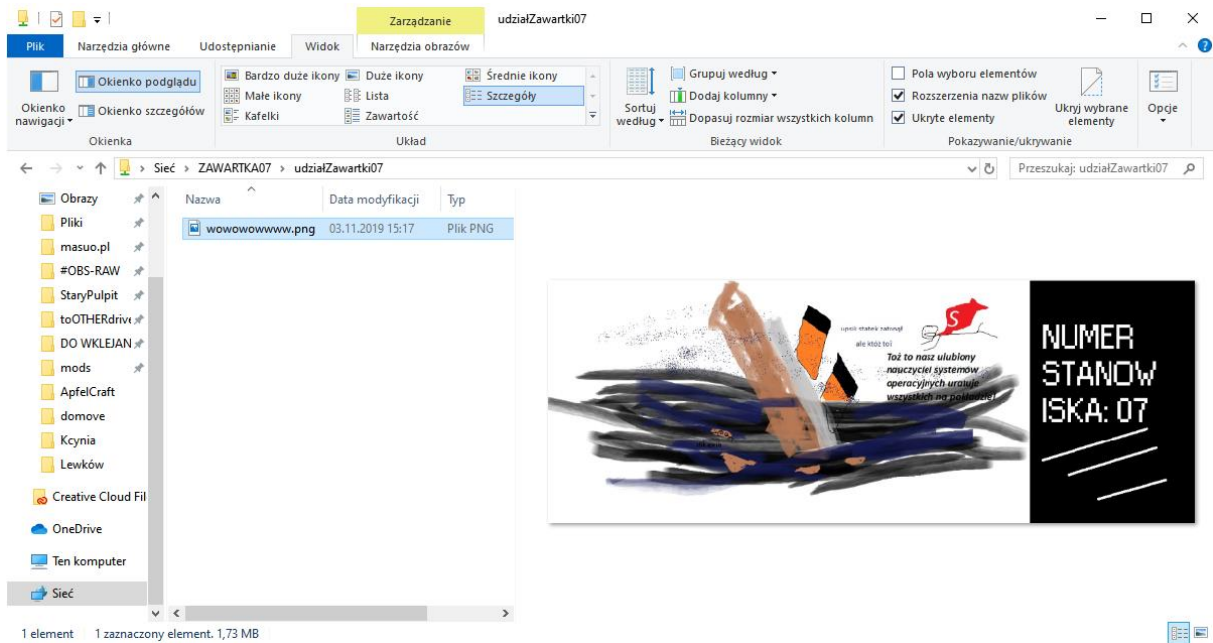 Zarządzanie
udziałZawartki07
Plik
Narzędzia główne
Udostępnianie
Widok
Narzędzia obrazów
Okienko nawigacji
Okienko podglądu
Okienko szczegółów
Okienka
Bardzo duże ikony
Duże ikony
Średnie ikony
Małe ikony
Lista
Szczegóły
Kafelki
Zawartość
Układ
Sortuj według
Grupuj według
Dodaj kolumny
Dopasuj rozmiar wszystkich kolumn
Bieżący widok
Pola wyboru elementów
Rozszerzenia nazw plików
Ukryte elementy
Ukryj wybrane elementy
Pokazywanie/ukrywanie
Opcje
Sieć > ZAWARTKA07 > udziałZawartki07
Przeszukaj: udziałZawartki07
Obrazy
Pliki
masuo.pl
#OBS-RAW
StaryPulpit
toOTHERdrive
DO WKLEJAN
mods
ApfelCraft
domove
Kcynia
Lewków
Creative Cloud Fil
OneDrive
Ten komputer
Sieć
Nazwa
Data modyfikacji
Typ
wowowowwww.png
03.11.2019 15:17
Plik PNG
ale któż to?
S
Toż to nasz ulubiony
nauczyciel systemów
operacyjnych uratuje
wszystkich na pokładzie!
NUMER
STANOW
ISKA: 07
1 element
1 zaznaczony element. 1,73 MB